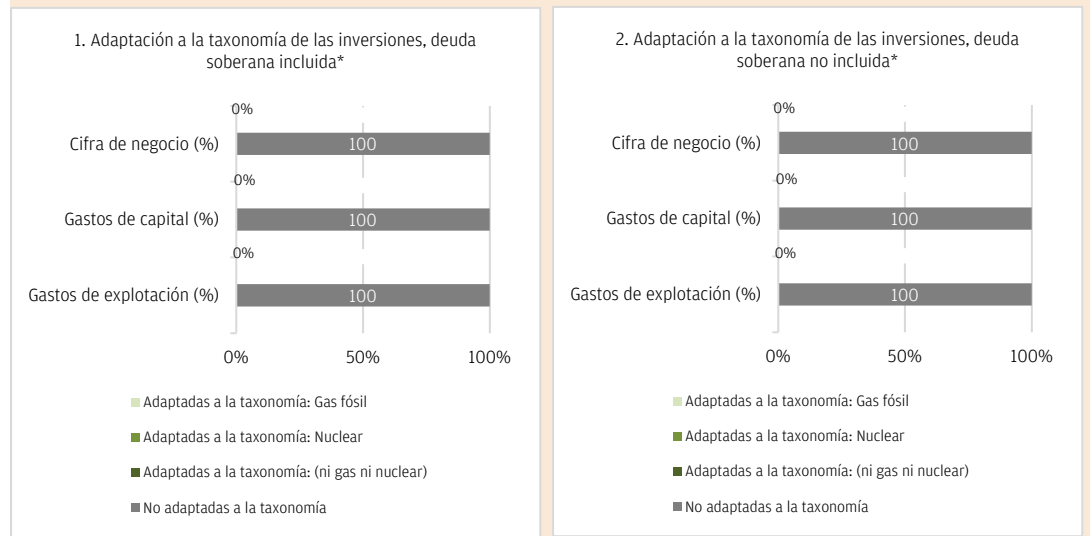 1. Adaptación a la taxonomía de las inversiones, deuda
soberana incluida*
0%
Cifra de negocio (%)
100
0%
Gastos de capital (%)
100
0%
Gastos de explotación (%)
100
0%
50%
100%
Adaptadas a la taxonomía: Gas fósil
Adaptadas a la taxonomía: Nuclear
Adaptadas a la taxonomía: (ni gas ni nuclear)
No adaptadas a la taxonomía
2. Adaptación a la taxonomía de las inversiones, deuda
soberana no incluida*
0%
Cifra de negocio (%)
100
0%
Gastos de capital (%)
100
0%
Gastos de explotación (%)
100
0%
50%
100%
Adaptadas a la taxonomía: Gas fósil
Adaptadas a la taxonomía: Nuclear
Adaptadas a la taxonomía: (ni gas ni nuclear)
No adaptadas a la taxonomía